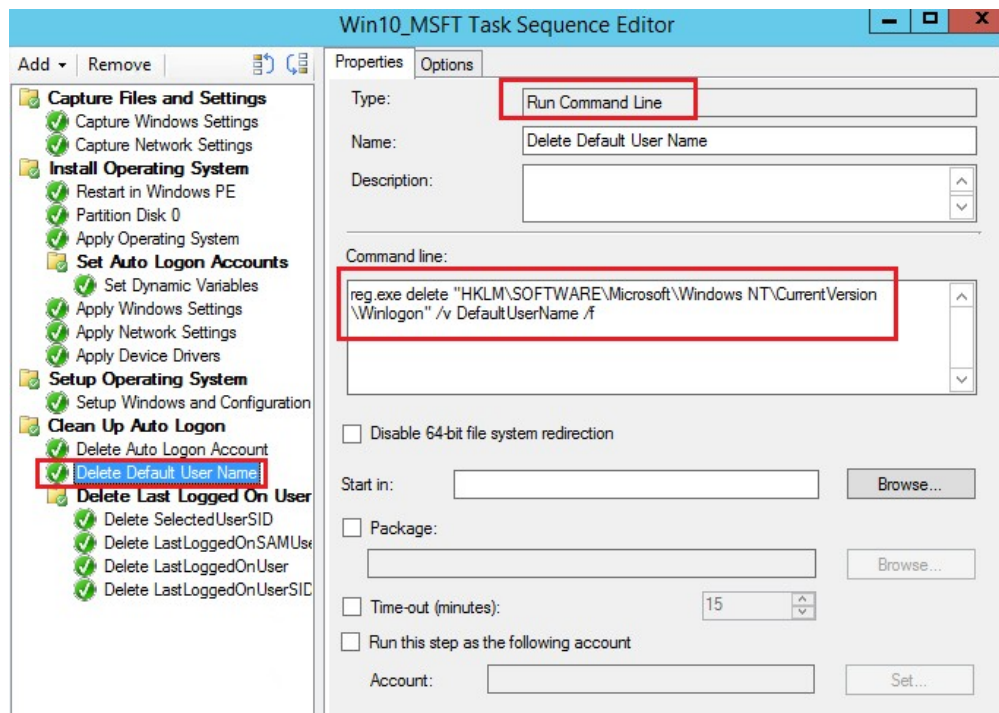 Win10_MSFT Task Sequence Editor
Add Remove
Capture Files and Settings
Capture Windows Settings
Capture Network Settings
Install Operating System
Restart in Windows PE
Partition Disk 0
Apply Operating System
Set Auto Logon Accounts
Set Dynamic Variables
Apply Windows Settings
Apply Network Settings
Apply Device Drivers
Setup Operating System
Setup Windows and Configuration
Clean Up Auto Logon
Delete Auto Logon Account
Delete Default User Name
Delete Last Logged On User
Delete SelectedUserSID
Delete LastLoggedOnSAMUse
Delete LastLoggedOnUser
Delete LastLoggedOnUserSID
Properties Options
Type: Run Command Line
Name: Delete Default User Name
Description:
Command line:
reg.exe delete "HKLM\SOFTWARE\Microsoft\Windows NT\CurrentVersion
\Winlogon" /v DefaultUserName /f
Disable 64-bit file system redirection
Start in: Browse...
Package:
Browse...
Time-out (minutes): 15
Run this step as the following account
Account: Set...